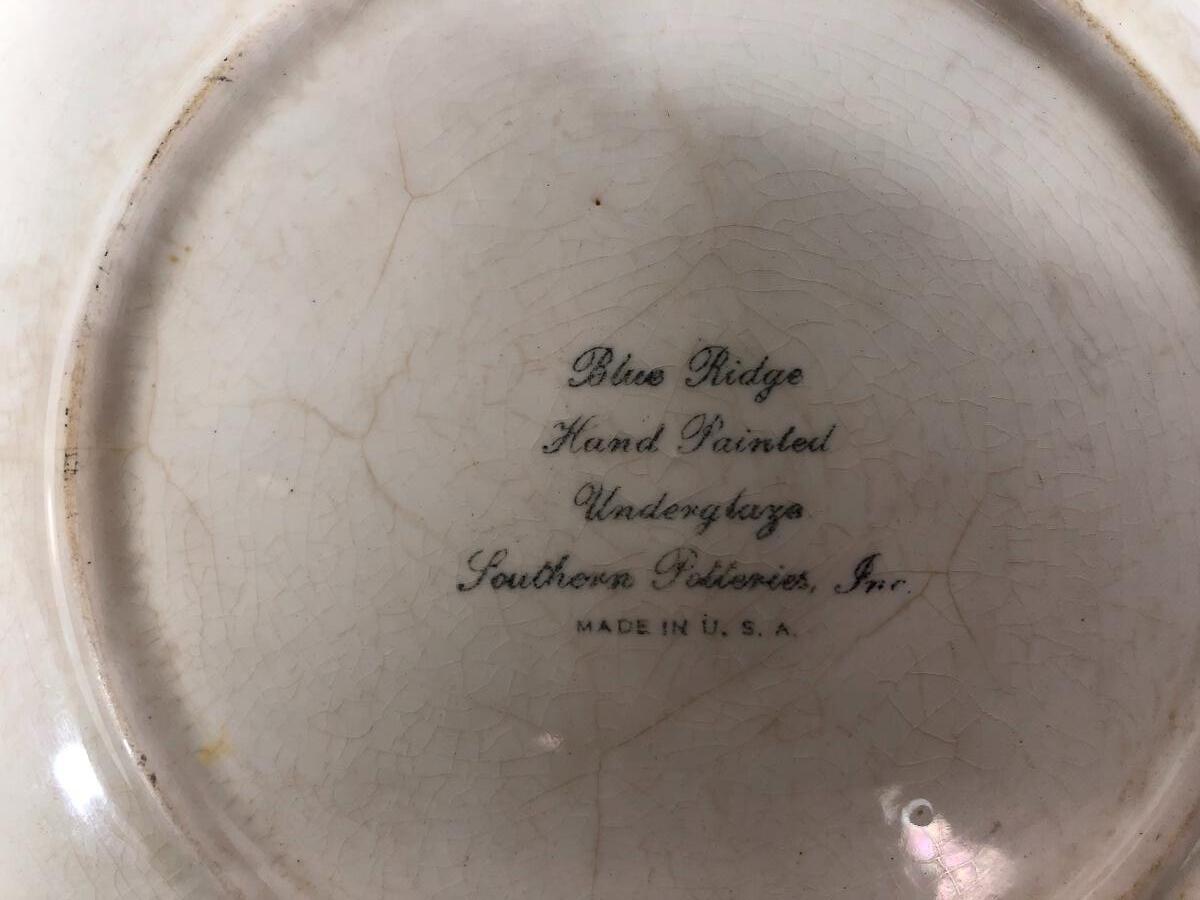 Blue Ridge
Hand Painted
Underglaze
Southern Potteries, Inc.
MADE IN U. S. A.